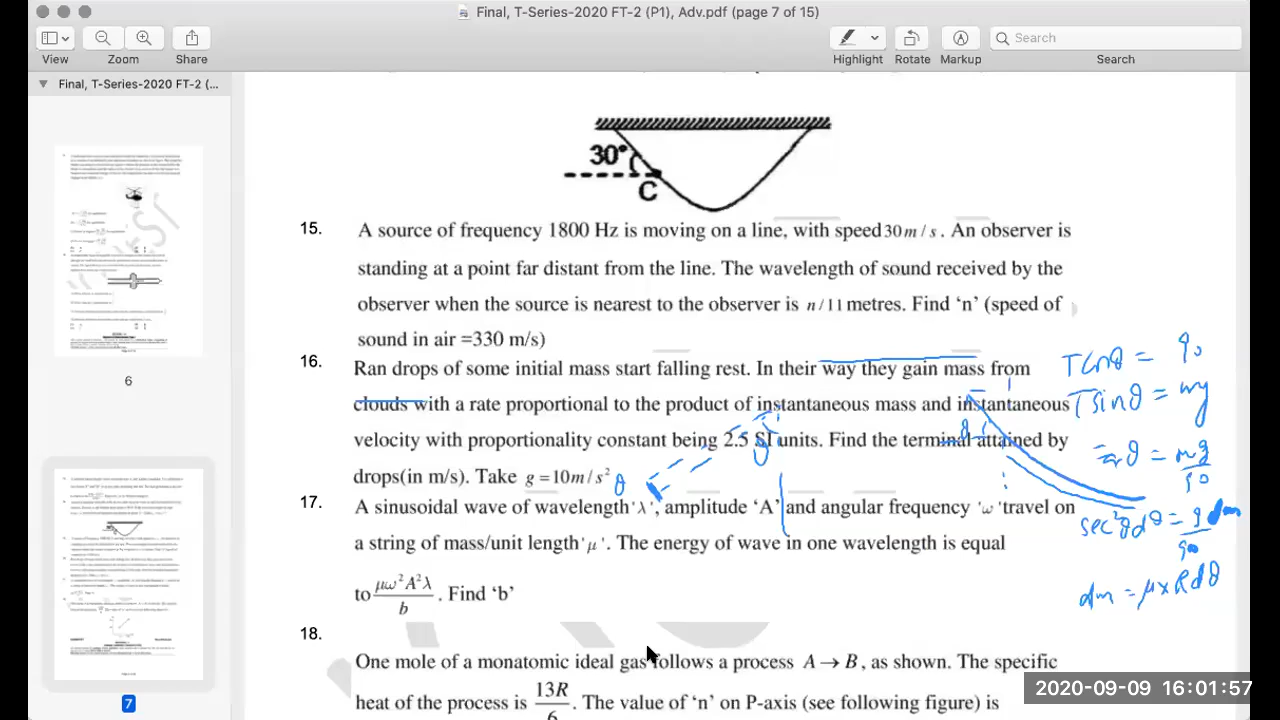 Final, T-Series-2020 FT-2 (P1), Adv.pdf (page 7 of 15)
View
Zoom
Share
Highlight
Rotate
Markup
Search
Search
Final, T-Series-2020 FT-2 (...
6
7
30°
C
15. A source of frequency 1800 Hz is moving on a line, with speed 30 m / s . An observer is
standing at a point far distant from the line. The wavelength of sound received by the
observer when the source is nearest to the observer is n / 11 metres. Find 'n' (speed of
sound in air =330 m/s)
16. Ran drops of some initial mass start falling rest. In their way they gain mass from
clouds with a rate proportional to the product of instantaneous mass and instantaneous
velocity with proportionality constant being 2.5 SI units. Find the terminal attained by
drops(in m/s). Take g = 10m / s²
17. A sinusoidal wave of wavelength 'λ', amplitude 'A' and angular frequency 'ω' travel on
a string of mass/unit length 'μ'. The energy of wave in one wavelength is equal
to μω²A²λ / b . Find 'b'
18.
One mole of a monotomic ideal gas follows a process A → B , as shown. The specific
heat of the process is 13R / 6 . The value of 'n' on P-axis (see following figure) is
T sinθ = mg
sec²θ dθ =
dm = μ x R dθ
θ
2020-09-09 16:01:57